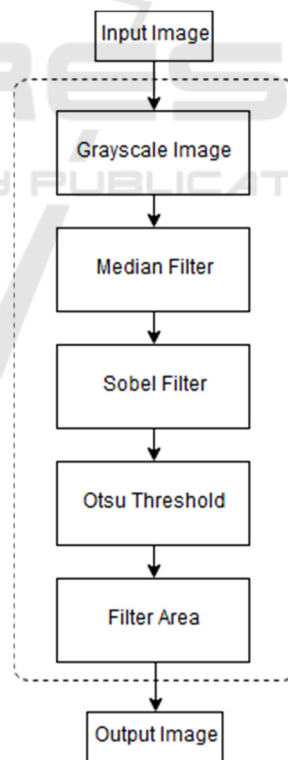 Input Image
Grayscale Image
Median Filter
Sobel Filter
Otsu Threshold
Filter Area
Output Image